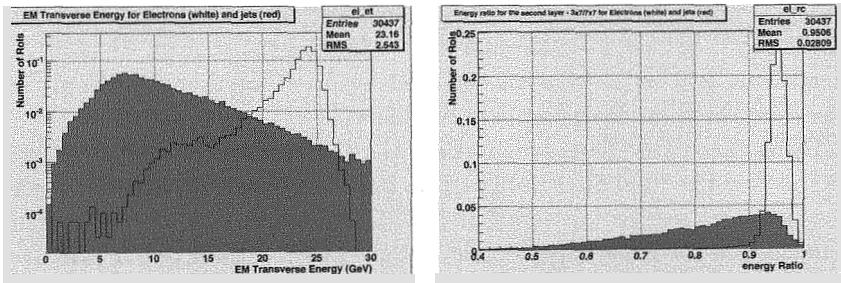 EM Transverse Energy for Electrons (white) and jets (red)
el_et
Entries 30437
Mean 23.16
RMS 2.543
Number of RoIs
10⁻¹
10⁻²
10⁻³
10⁻⁴
0 5 10 15 20 25 30
EM Transverse Energy (GeV)
Energy ratio for the second layer - 3x7/7x7 for Electrons (white) and jets (red)
el_rc
Entries 30437
Mean 0.9506
RMS 0.02809
Number of RoIs
0.25
0.2
0.15
0.1
0.05
0
0.4 0.5 0.6 0.7 0.8 0.9 1
energy Ratio